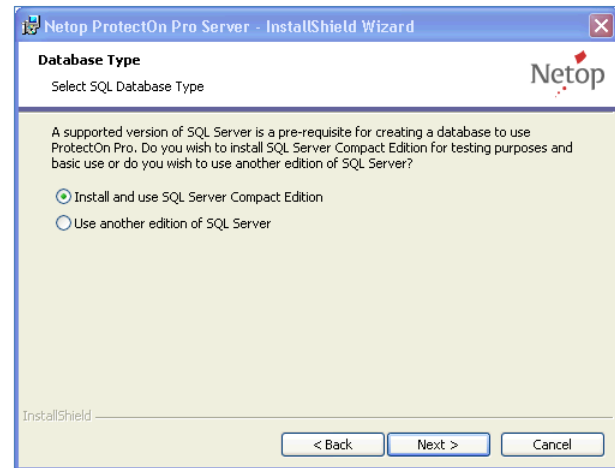 Netop ProtectOn Pro Server - InstallShield Wizard
Database Type
Select SQL Database Type
Netop
A supported version of SQL Server is a pre-requisite for creating a database to use
ProtectOn Pro. Do you wish to install SQL Server Compact Edition for testing purposes and
basic use or do you wish to use another edition of SQL Server?
Install and use SQL Server Compact Edition
Use another edition of SQL Server
InstallShield
< Back
Next >
Cancel